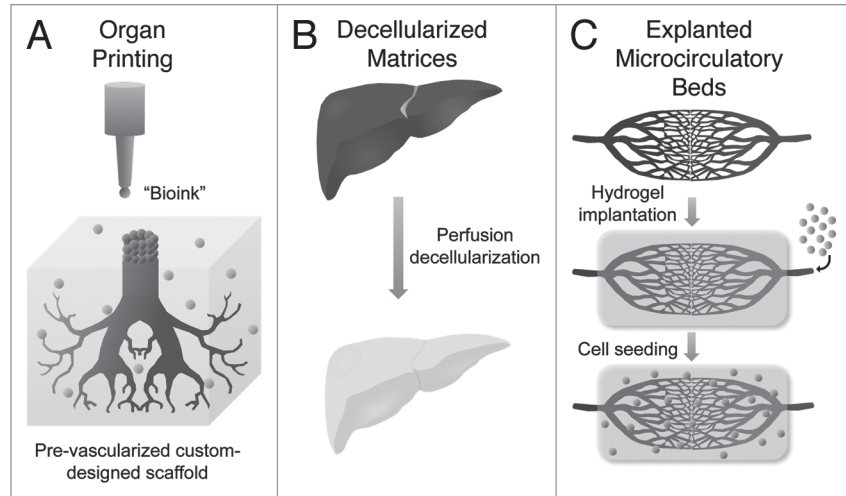 A
Organ
Printing
“Bioink”
Pre-vascularized custom-
designed scaffold
B
Decellularized
Matrices
Perfusion
decellularization
C
Explanted
Microcirculatory
Beds
Hydrogel
implantation
Cell seeding